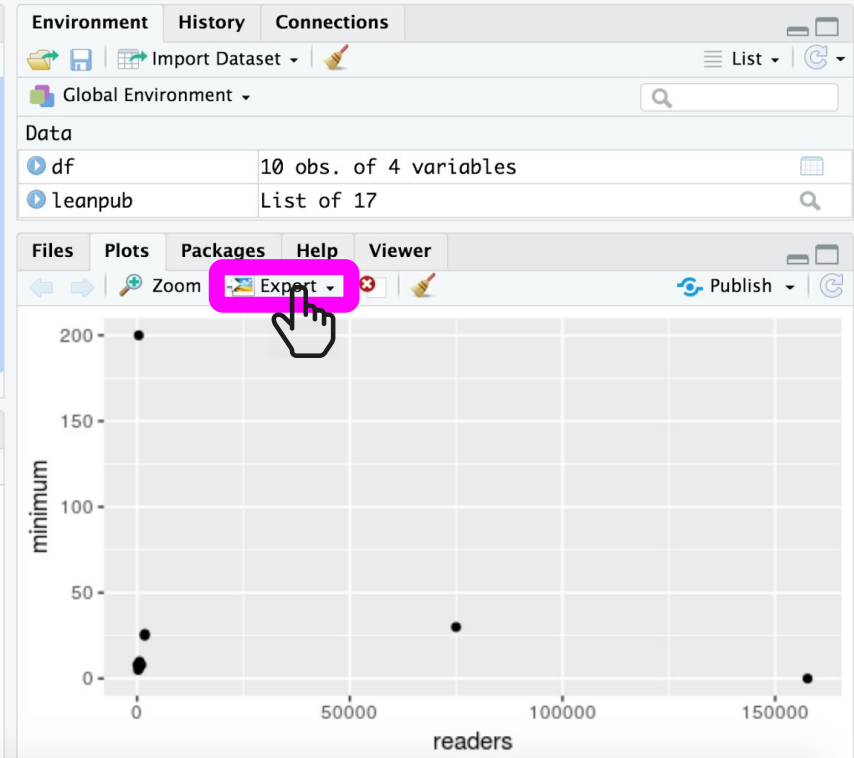 Environment History Connections
Import Dataset List
Global Environment
Data
df 10 obs. of 4 variables
leanpub List of 17
Files Plots Packages Help Viewer
Zoom Export Publish
200
150
100
50
0
minimum
0 50000 100000 150000
readers